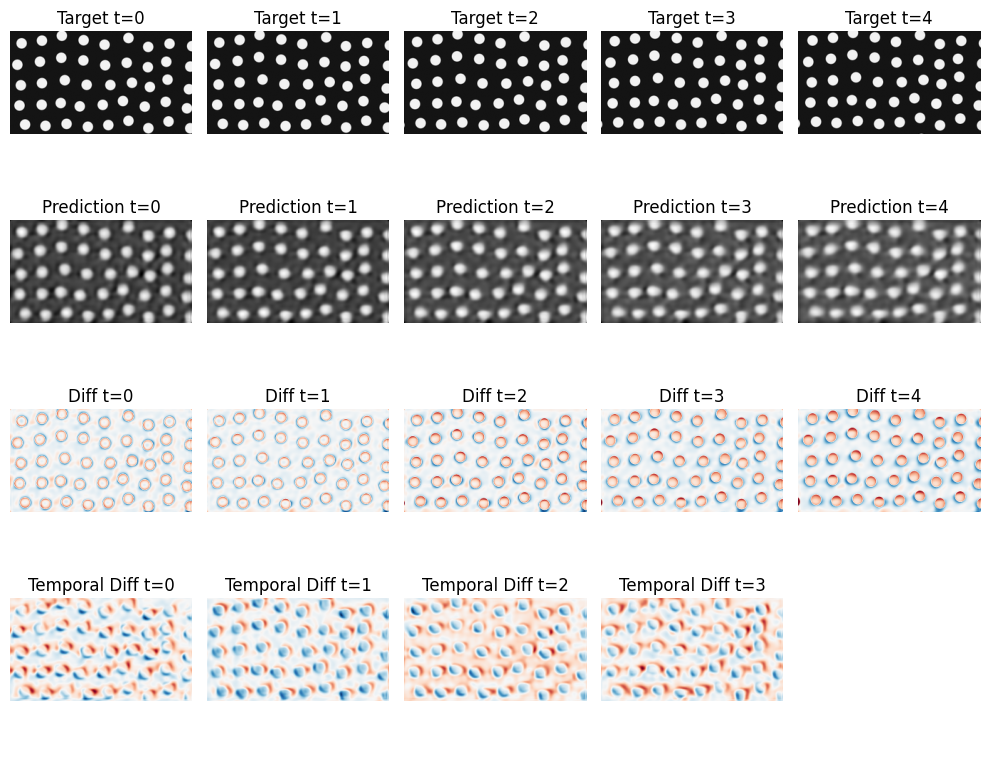 Target t=0
Target t=1
Target t=2
Target t=3
Target t=4
Prediction t=0
Prediction t=1
Prediction t=2
Prediction t=3
Prediction t=4
Diff t=0
Diff t=1
Diff t=2
Diff t=3
Diff t=4
Temporal Diff t=0
Temporal Diff t=1
Temporal Diff t=2
Temporal Diff t=3